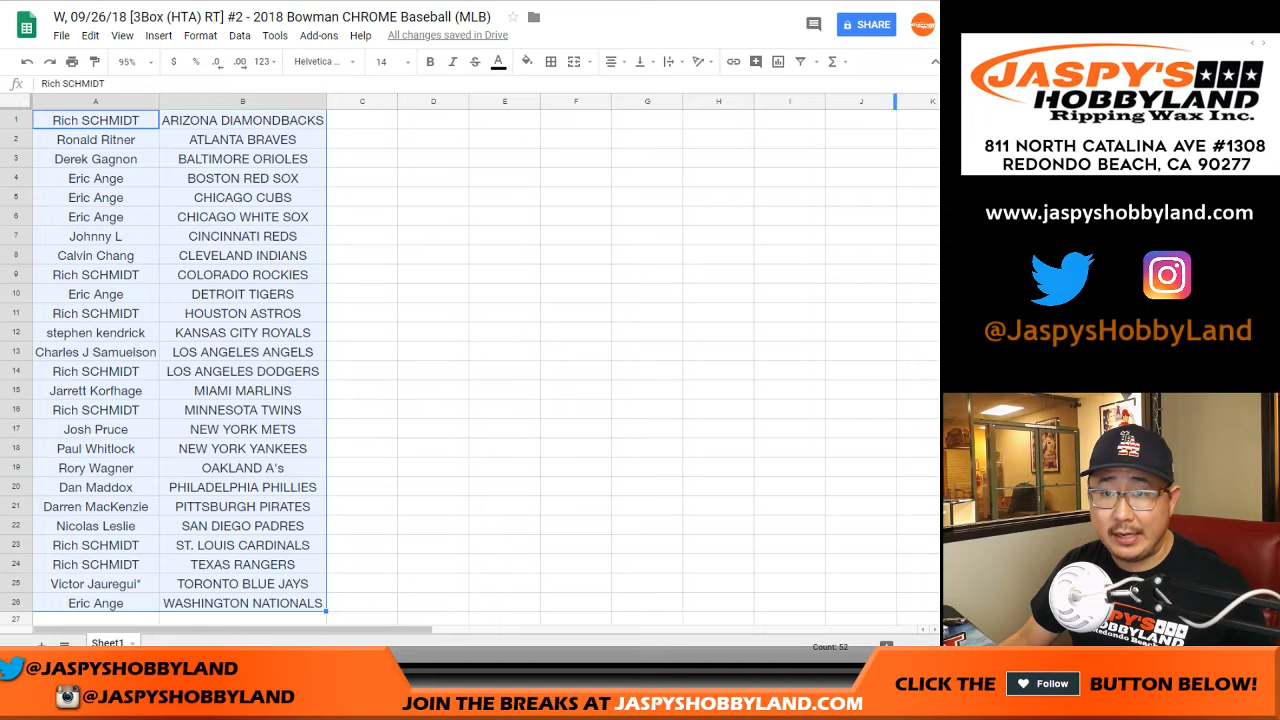 W, 09/26/18 [3Box (HTA) RT] #2 - 2018 Bowman CHROME Baseball (MLB)
File Edit View Insert Format Data Tools Add-ons Help All changes saved in Drive
SHARE
95% $ % .0 .00 123 Helvetica ... 14 B I S A
fx Rich SCHMIDT
A B C D E F G H I J K
1 Rich SCHMIDT ARIZONA DIAMONDBACKS
2 Ronald Ritner ATLANTA BRAVES
3 Derek Gagnon BALTIMORE ORIOLES
4 Eric Ange BOSTON RED SOX
5 Eric Ange CHICAGO CUBS
6 Eric Ange CHICAGO WHITE SOX
7 Johnny L CINCINNATI REDS
8 Calvin Chang CLEVELAND INDIANS
9 Rich SCHMIDT COLORADO ROCKIES
10 Eric Ange DETROIT TIGERS
11 Rich SCHMIDT HOUSTON ASTROS
12 stephen kendrick KANSAS CITY ROYALS
13 Charles J Samuelson LOS ANGELES ANGELS
14 Rich SCHMIDT LOS ANGELES DODGERS
15 Jarrett Korfhage MIAMI MARLINS
16 Rich SCHMIDT MINNESOTA TWINS
17 Josh Pruce NEW YORK METS
18 Paul Whitlock NEW YORK YANKEES
19 Rory Wagner OAKLAND A's
20 Dan Maddox PHILADELPHIA PHILLIES
21 Darren MacKenzie PITTSBURGH PIRATES
22 Nicolas Leslie SAN DIEGO PADRES
23 Rich SCHMIDT ST. LOUIS CARDINALS
24 Rich SCHMIDT TEXAS RANGERS
25 Victor Jauregui* TORONTO BLUE JAYS
26 Eric Ange WASHINGTON NATIONALS
27
Sheet1
Count: 52
JASPY'S
HOBBYLAND
Ripping Wax Inc.
811 NORTH CATALINA AVE #1308
REDONDO BEACH, CA 90277
www.jaspyshobbyland.com
@JaspysHobbyLand
JASPY'S
HOBBYLAND
Redondo Beach, CA
@JASPYSHOBBYLAND
@JASPYSHOBBYLAND
JOIN THE BREAKS AT JASPYSHOBBYLAND.COM
CLICK THE Follow BUTTON BELOW!